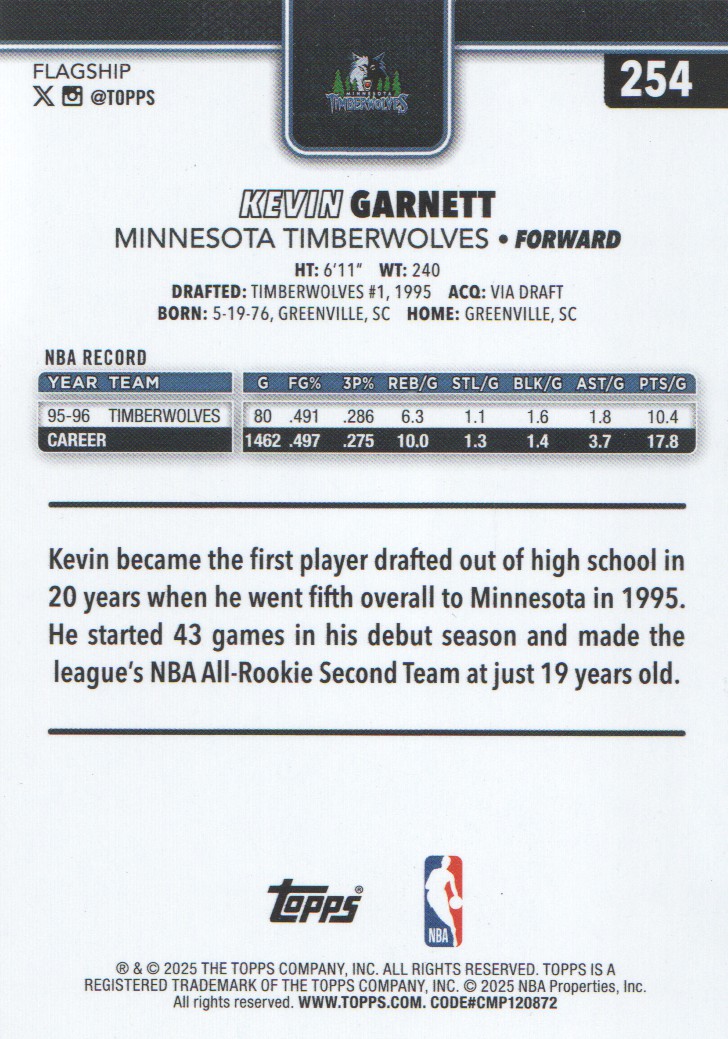 FLAGSHIP
254
X @TOPPS
MINNESOTA
TIMBERWOLVES
KEVIN GARNETT
MINNESOTA TIMBERWOLVES • FORWARD
HT: 6'11" WT: 240
DRAFTED: TIMBERWOLVES #1, 1995 ACQ: VIA DRAFT
BORN: 5-19-76, GREENVILLE, SC HOME: GREENVILLE, SC
NBA RECORD
YEAR TEAM G FG% 3P% REB/G STL/G BLK/G AST/G PTS/G
95-96 TIMBERWOLVES 80 .491 .286 6.3 1.1 1.6 1.8 10.4
CAREER 1462 .497 .275 10.0 1.3 1.4 3.7 17.8
Kevin became the first player drafted out of high school in
20 years when he went fifth overall to Minnesota in 1995.
He started 43 games in his debut season and made the
league's NBA All-Rookie Second Team at just 19 years old.
TOPPS®
NBA
® & © 2025 THE TOPPS COMPANY, INC. ALL RIGHTS RESERVED. TOPPS IS A
REGISTERED TRADEMARK OF THE TOPPS COMPANY, INC. © 2025 NBA Properties, Inc.
All rights reserved. WWW.TOPPS.COM. CODE#CMP120872